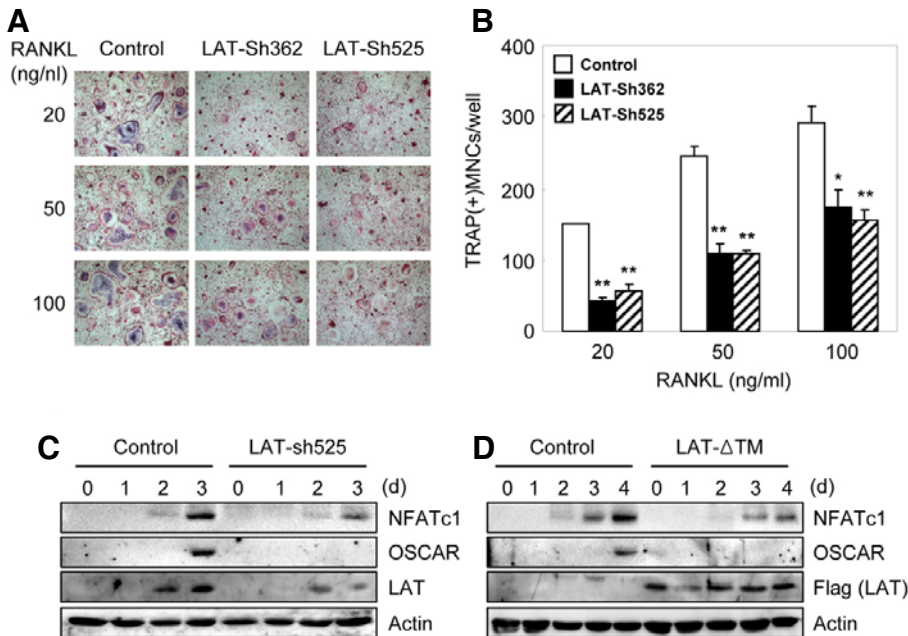 A
RANKL (ng/nl)
Control LAT-Sh362 LAT-Sh525
20
50
100
B
TRAP(+)MNCs/well
400
300
200
100
0
Control
LAT-Sh362
LAT-Sh525
** **
** **
* **
20 50 100
RANKL (ng/ml)
C
Control LAT-sh525
0 1 2 3 0 1 2 3 (d)
NFATc1
OSCAR
LAT
Actin
D
Control LAT-ΔTM
0 1 2 3 4 0 1 2 3 4 (d)
NFATc1
OSCAR
Flag (LAT)
Actin